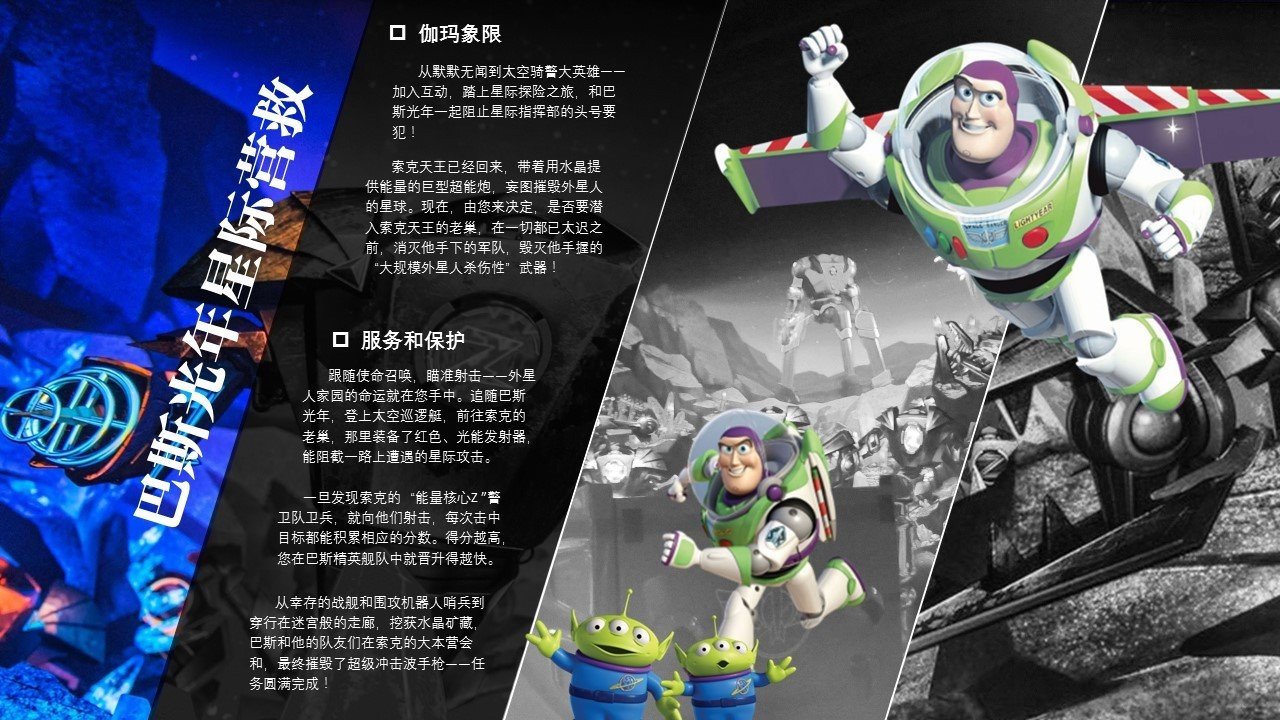 巴斯光年星际营救
伽玛象限
从默默无闻到太空骑警大英雄——
加入互动，踏上星际探险之旅，和巴
斯光年一起阻止星际指挥部的头号要
犯！
索克天王已经回来，带着用水晶提
供能量的巨型超能炮，妄图摧毁外星人
的星球。现在，由您来决定，是否要潜
入索克天王机器城，在一切都已太迟之
前，消灭他手下的军队，毁掉他手握的
“大规模外星人杀伤性”武器！
服务和保护
跟随使命召唤，瞄准射击——外星
人家园的命运就在您手中。追随巴斯
光年，登上太空巡逻艇，前往索克的
老巢，那里装备了红色、光能发射器，
能阻截一路上遭遇的星际攻击。
一旦发现索克的“能量核心Z”警
卫队卫兵，就向他们射击，每次击中
目标都能积累相应的分数。得分越高，
您在巴斯精英舰队中就晋升得越快。
从幸存的战舰和围攻机器人哨兵到
穿行在迷宫般的走廊，挖获水晶矿藏，
巴斯和他的队友们在索克的大本营会
和，最终摧毁了超级冲击波手枪——任
务圆满完成！
SPACE RANGER
LIGHTYEAR